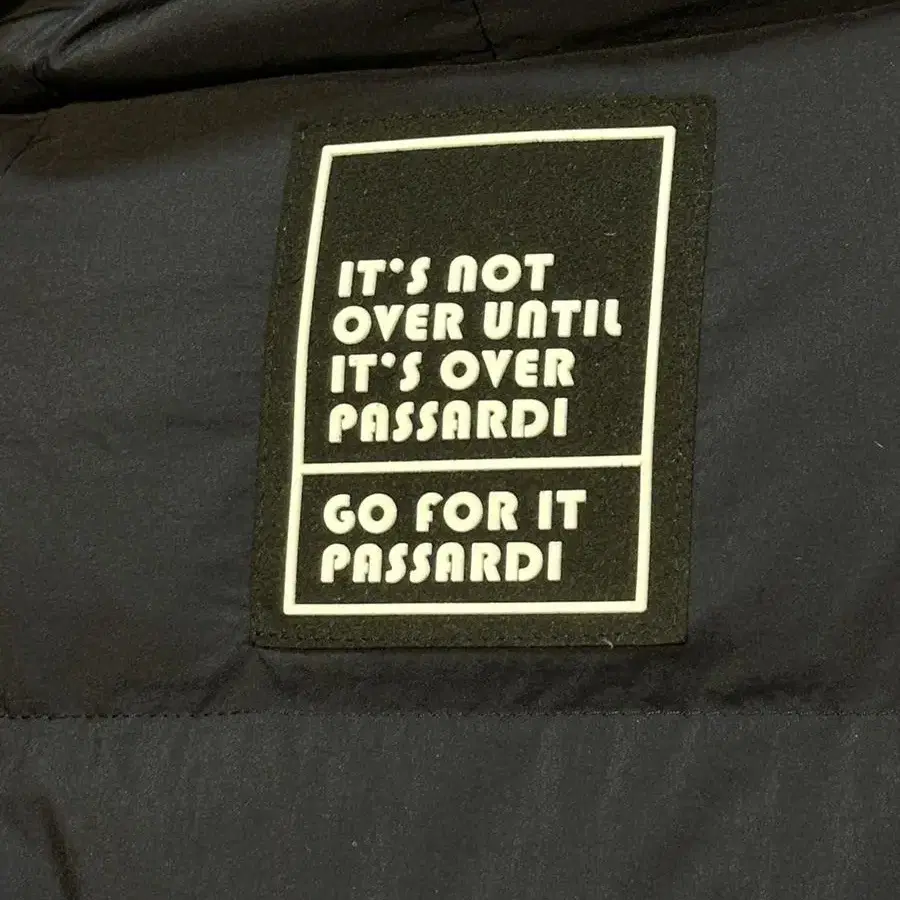 IT'S NOT
OVER UNTIL
IT'S OVER
PASSARDI
GO FOR IT
PASSARDI